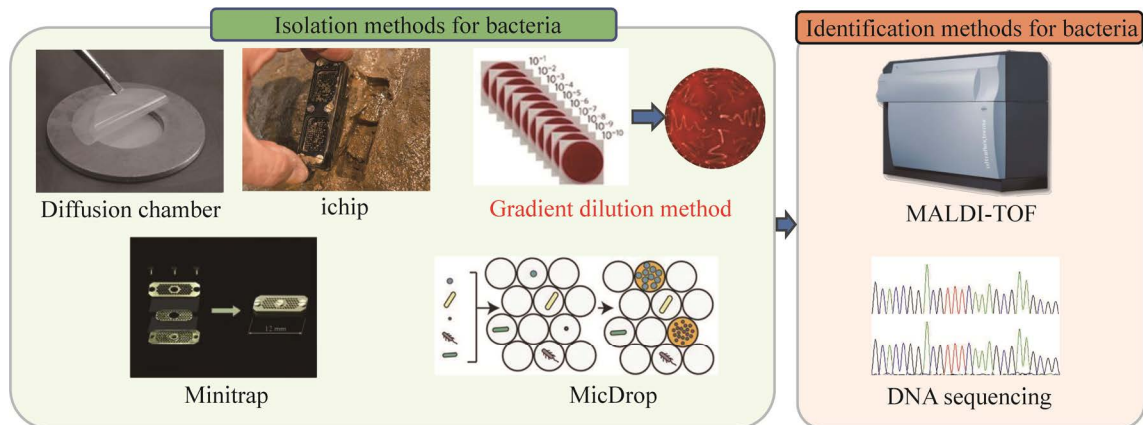 Isolation methods for bacteria
Identification methods for bacteria
10⁻¹
10⁻²
10⁻³
10⁻⁴
10⁻⁵
10⁻⁶
10⁻⁷
10⁻⁸
10⁻⁹
10⁻¹⁰
Diffusion chamber
ichip
Gradient dilution method
MALDI-TOF
12 mm
Minitrap
MicDrop
DNA sequencing